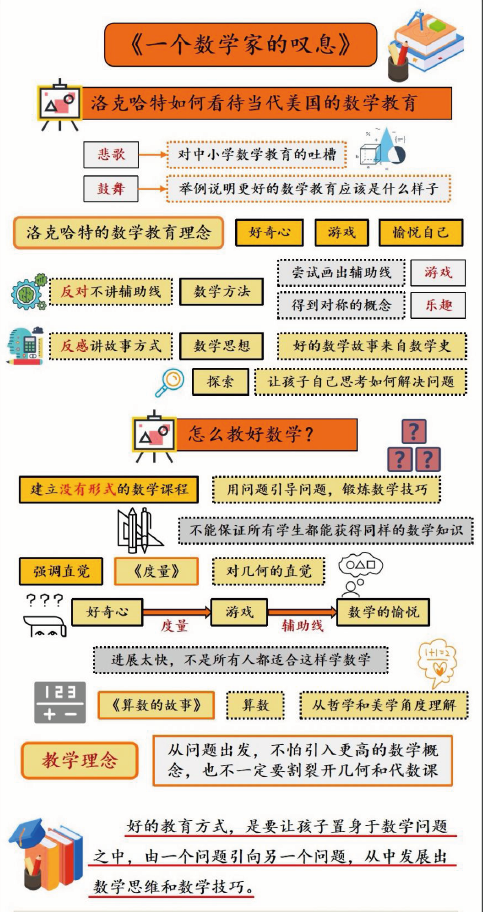 《一个数学家的叹息》
洛克哈特如何看待当代美国的数学教育
悲歌 对中小学数学教育的吐槽
鼓舞 举例说明更好的数学教育应该是什么样子
洛克哈特的数学教育理念 好奇心 游戏 愉悦自己
反对不讲辅助线 数学方法 尝试画出辅助线 游戏
得到对称的概念 乐趣
反感讲故事方式 数学思想 好的数学故事来自数学史
探索 让孩子自己思考如何解决问题
怎么教好数学?
? ? ?
建立没有形式的数学课程 用问题引导问题，锻炼数学技巧
不能保证所有学生都能获得同样的数学知识
强调直觉 《度量》 对几何的直觉
???
好奇心 度量 游戏 辅助线 数学的愉悦
进展太快，不是所有人都适合这样学数学
1+1=2
123
+ -
《算数的故事》 算数 从哲学和美学角度理解
教学理念 从问题出发，不怕引入更高的数学概
念，也不一定要割裂开几何和代数课
好的教育方式，是要让孩子置身于数学问题
之中，由一个问题引向另一个问题，从中发展出
数学思维和数学技巧。